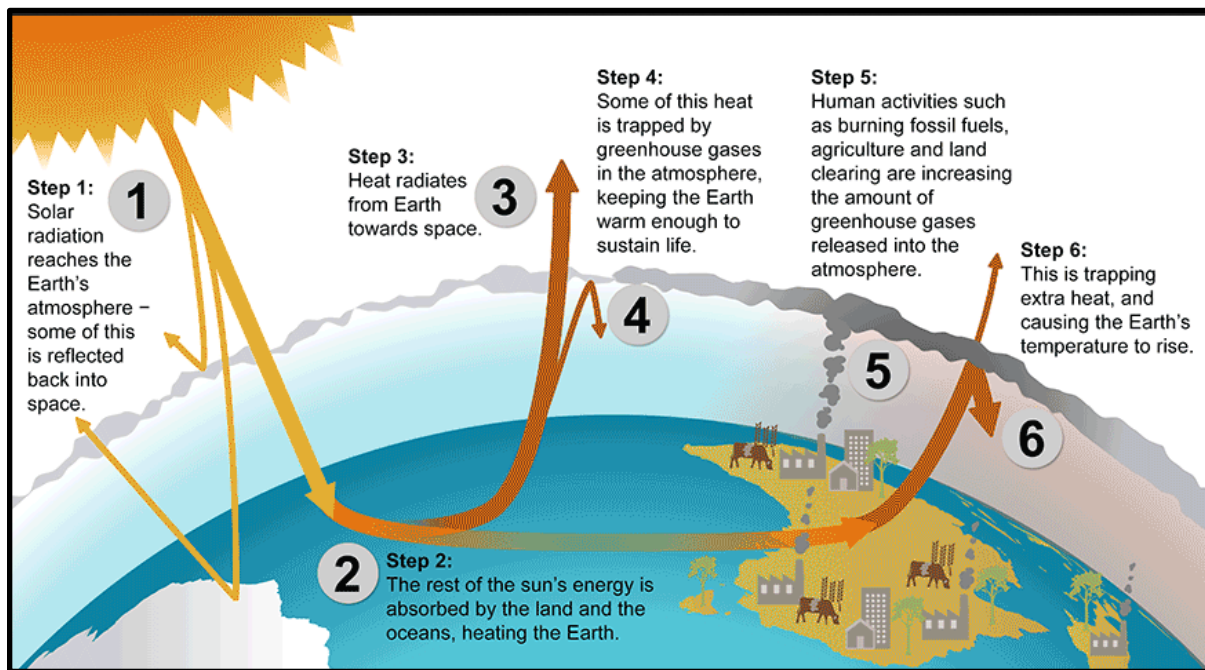 1
Step 1:
Solar
radiation
reaches the
Earth's
atmosphere –
some of this
is reflected
back into
space.
2
Step 2:
The rest of the sun's energy is
absorbed by the land and the
oceans, heating the Earth.
Step 3:
Heat radiates
from Earth
towards space.
3
Step 4:
Some of this heat
is trapped by
greenhouse gases
in the atmosphere,
keeping the Earth
warm enough to
sustain life.
4
Step 5:
Human activities such
as burning fossil fuels,
agriculture and land
clearing are increasing
the amount of
greenhouse gases
released into the
atmosphere.
5
Step 6:
This is trapping
extra heat, and
causing the Earth's
temperature to rise.
6